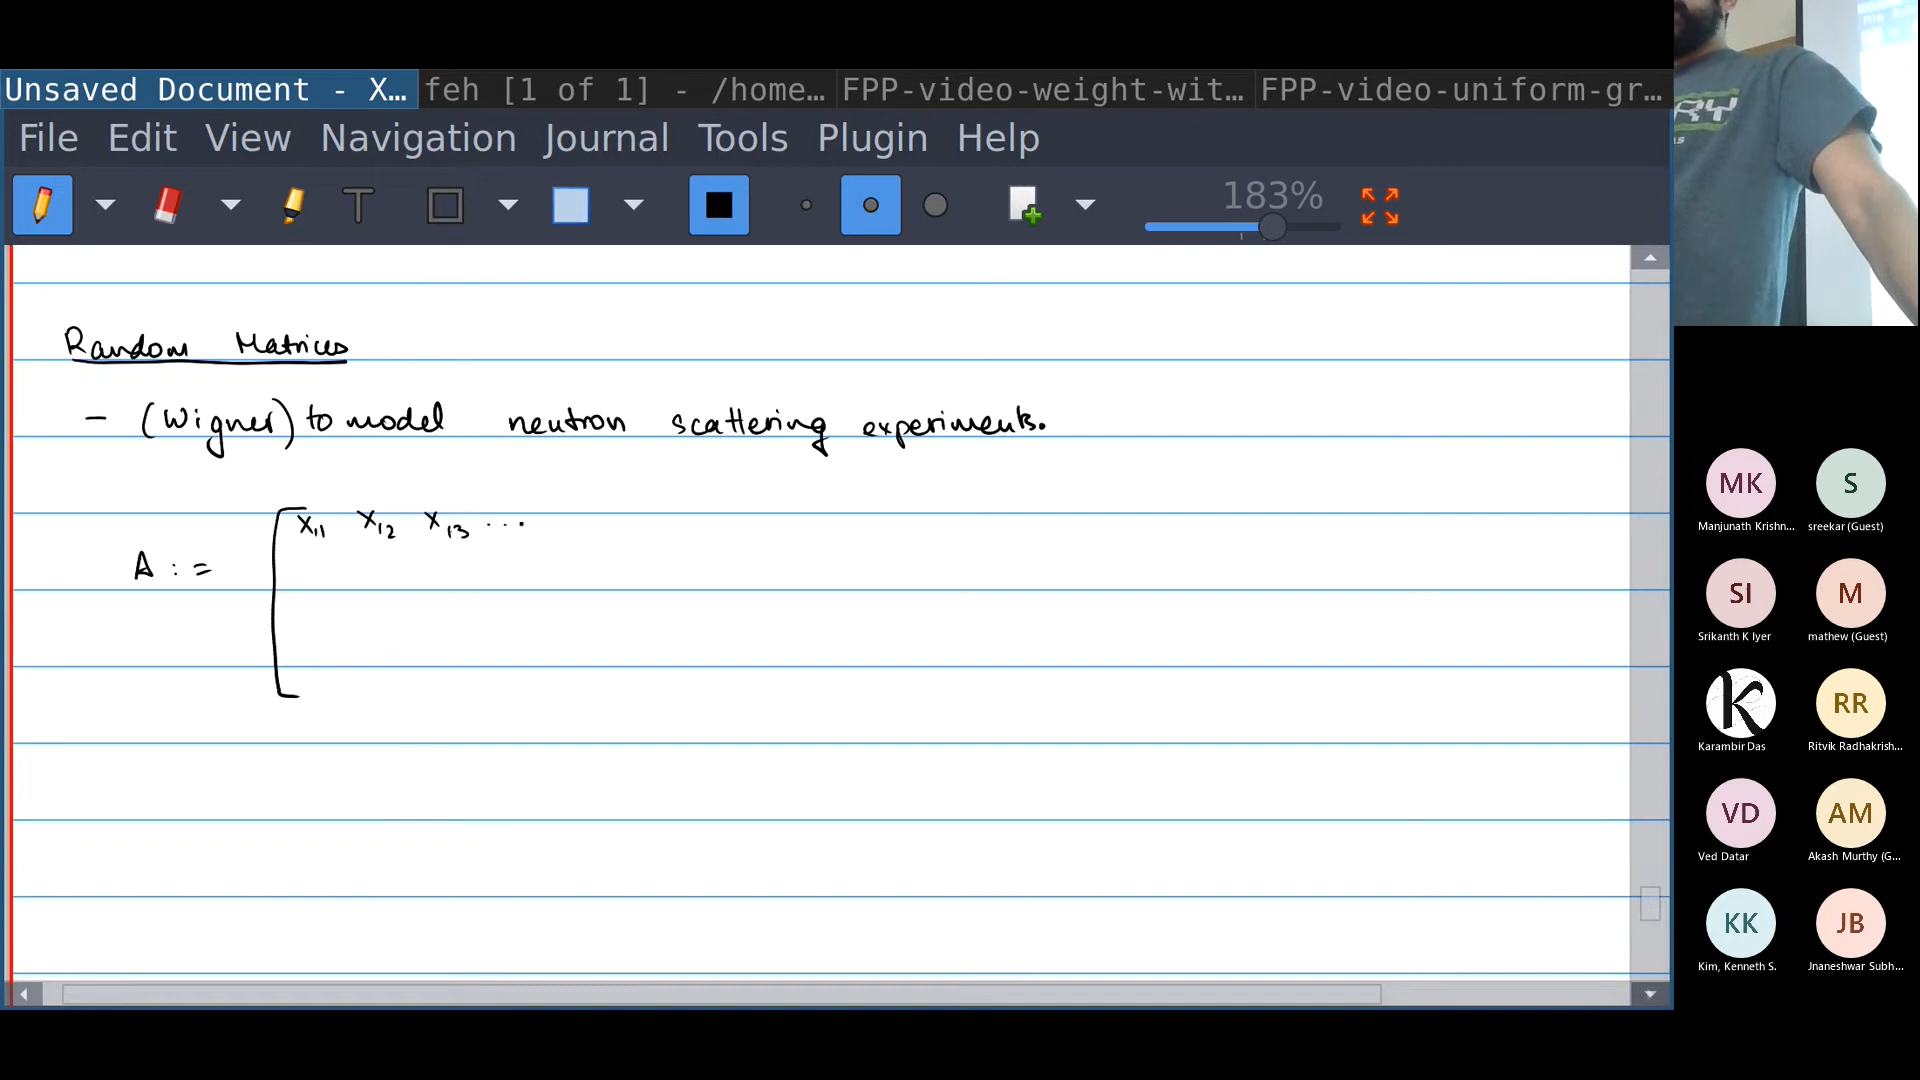 Unsaved Document - X...
feh [1 of 1] - /home...
FPP-video-weight-wit...
FPP-video-uniform-gr...
File Edit View Navigation Journal Tools Plugin Help
183%
Random Matrices
- (Wigner) to model neutron scattering experiments.
X11 X12 X13 ...
A :=
MK
Manjunath Krishn...
S
sreekar (Guest)
SI
Srikanth K Iyer
M
mathew (Guest)
Karambir Das
RR
Ritvik Radhakrish...
VD
Ved Datar
AM
Akash Murthy (G...
KK
Kim, Kenneth S.
JB
Jnaneshwar Subh...